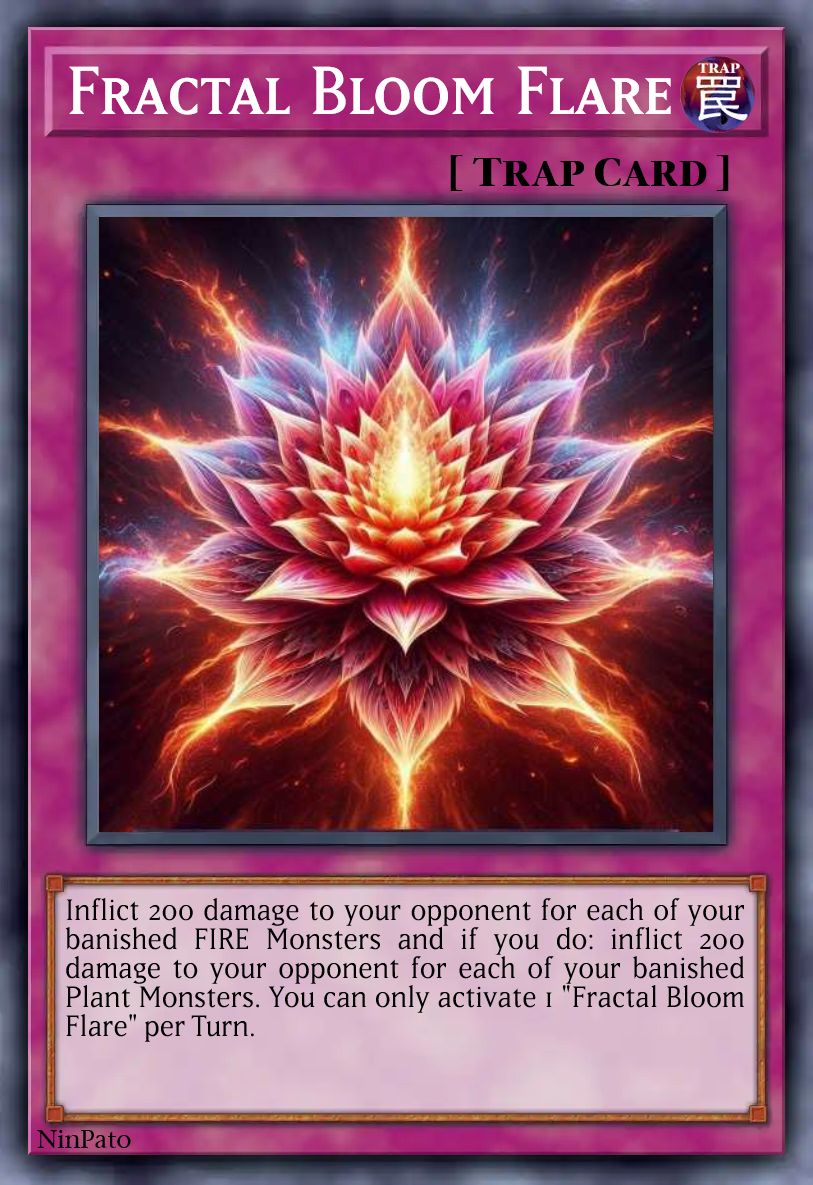 Fractal Bloom Flare
TRAP
罠
[ Trap Card ]
Inflict 200 damage to your opponent for each of your
banished FIRE Monsters and if you do: inflict 200
damage to your opponent for each of your banished
Plant Monsters. You can only activate 1 "Fractal Bloom
Flare" per Turn.
NinPato